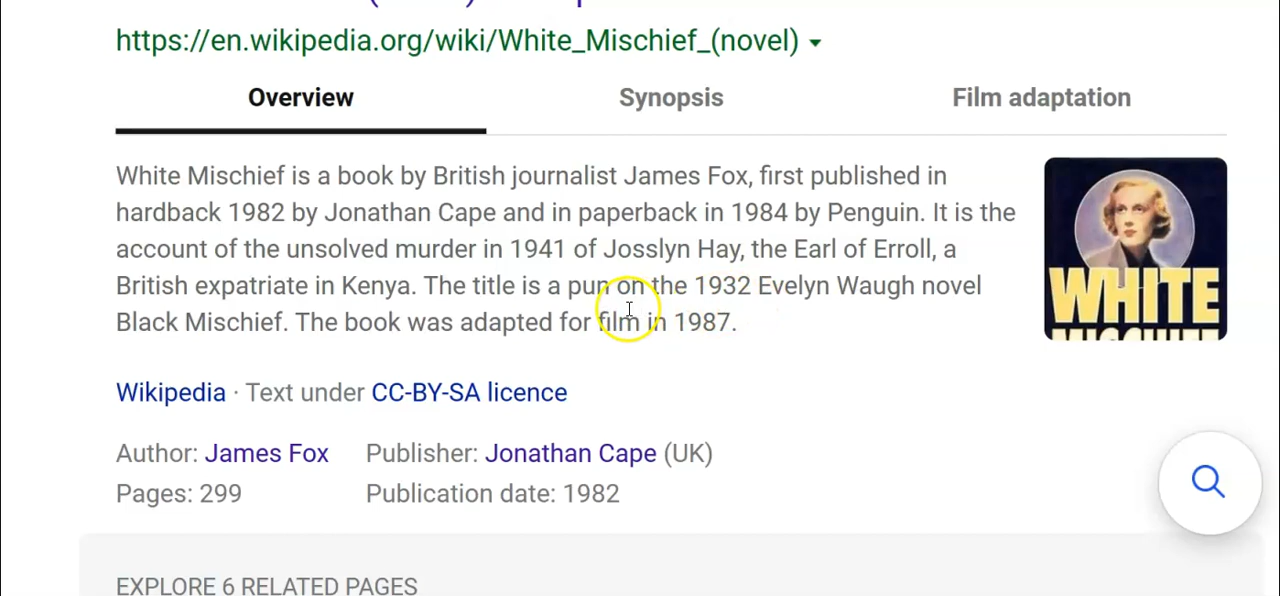 https://en.wikipedia.org/wiki/White_Mischief_(novel)
Overview Synopsis Film adaptation
White Mischief is a book by British journalist James Fox, first published in
hardback 1982 by Jonathan Cape and in paperback in 1984 by Penguin. It is the
account of the unsolved murder in 1941 of Josslyn Hay, the Earl of Erroll, a
British expatriate in Kenya. The title is a pun on the 1932 Evelyn Waugh novel
Black Mischief. The book was adapted for film in 1987.
WHITE
Wikipedia · Text under CC-BY-SA licence
Author: James Fox Publisher: Jonathan Cape (UK)
Pages: 299 Publication date: 1982
EXPLORE 6 RELATED PAGES